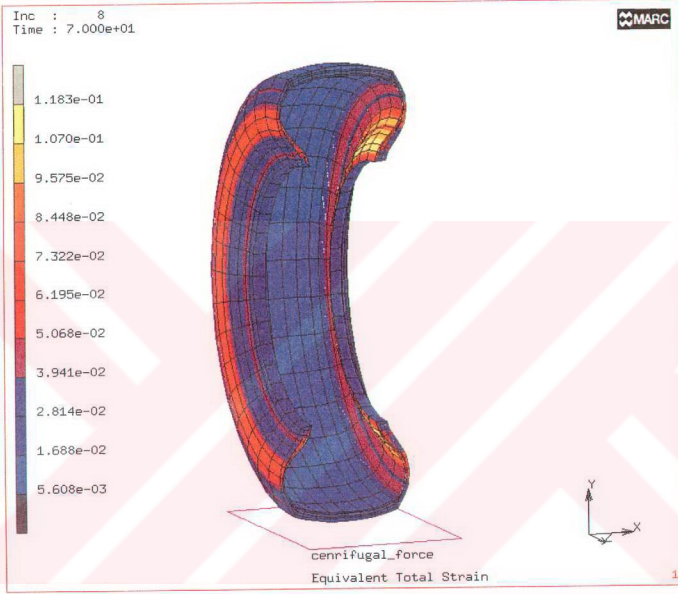 Inc : 8
Time : 7.000e+01
MARC
1.183e-01
1.070e-01
9.575e-02
8.448e-02
7.322e-02
6.195e-02
5.068e-02
3.941e-02
2.814e-02
1.688e-02
5.608e-03
Y
X
cenrifugal_force
Equivalent Total Strain
1